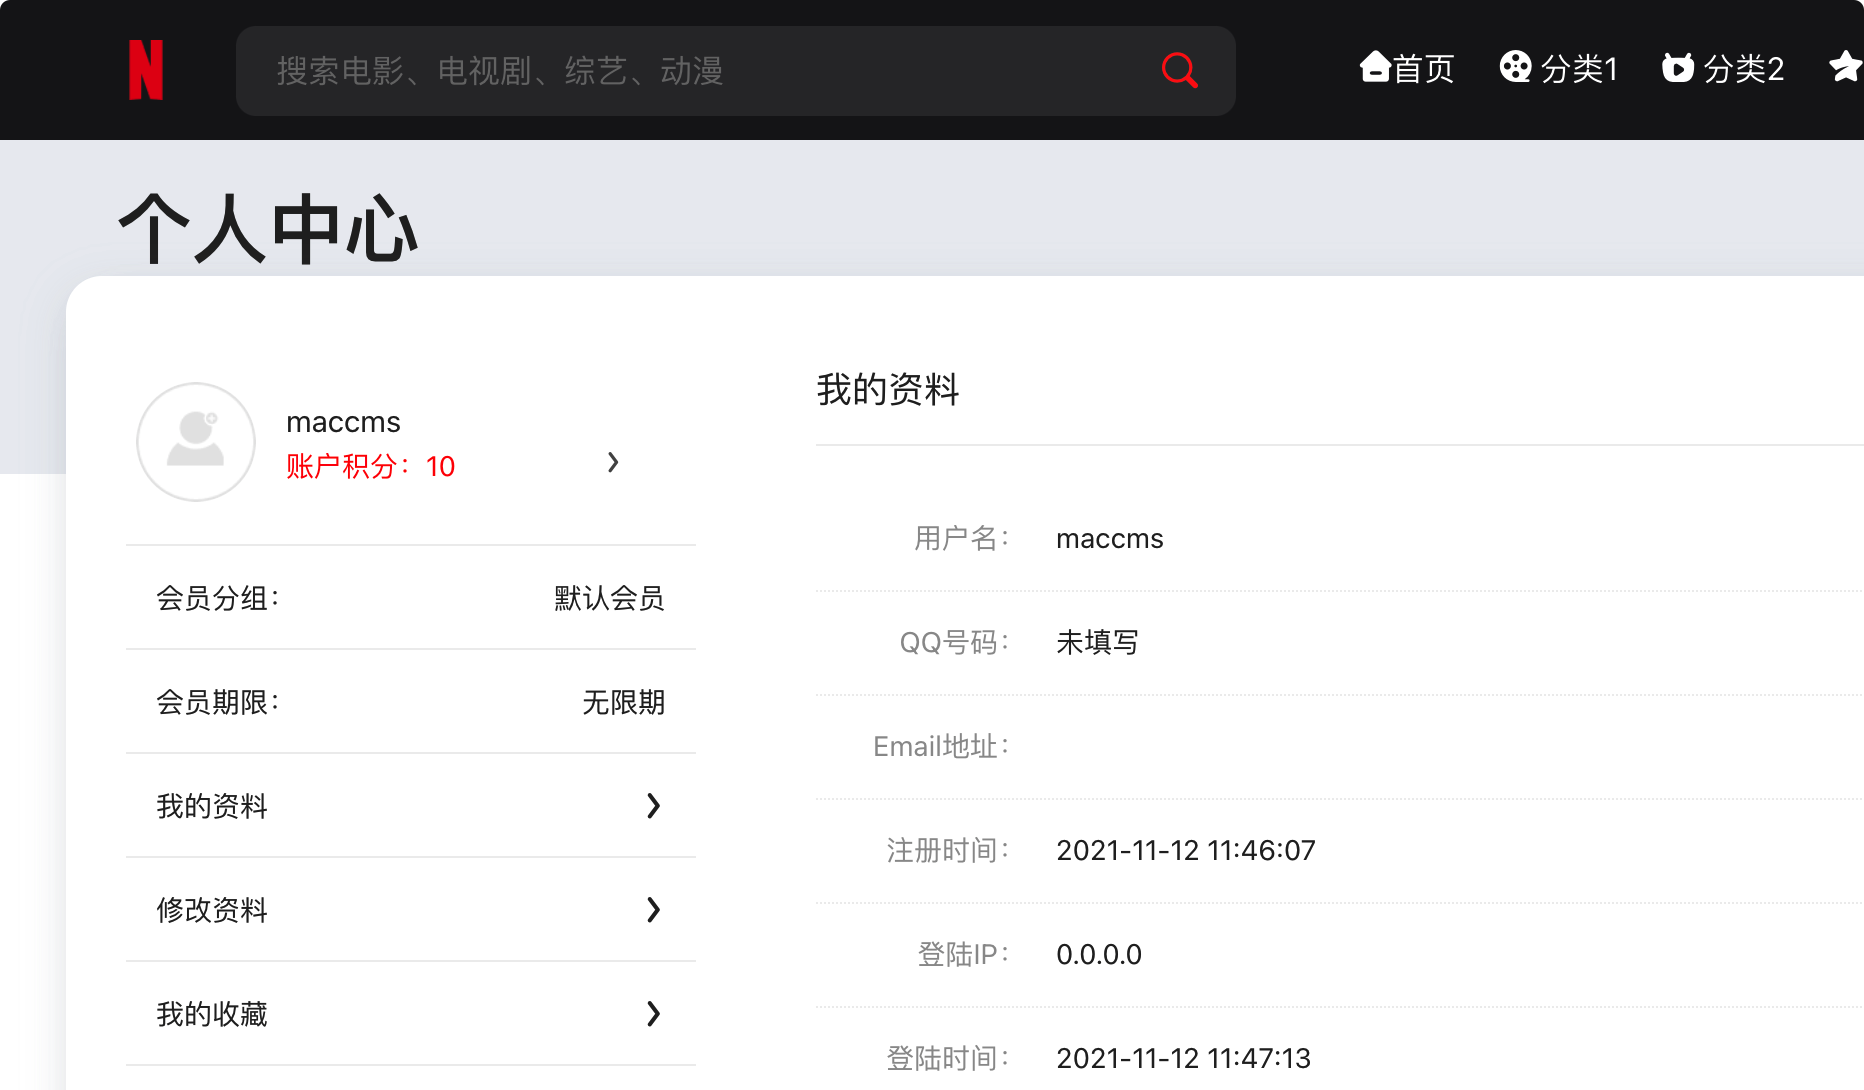 N
搜索电影、电视剧、综艺、动漫
首页 分类1 分类2
个人中心
maccms
账户积分：10
会员分组： 默认会员
会员期限： 无限期
我的资料
修改资料
我的收藏
我的资料
用户名： maccms
QQ号码： 未填写
Email地址：
注册时间： 2021-11-12 11:46:07
登陆IP： 0.0.0.0
登陆时间： 2021-11-12 11:47:13